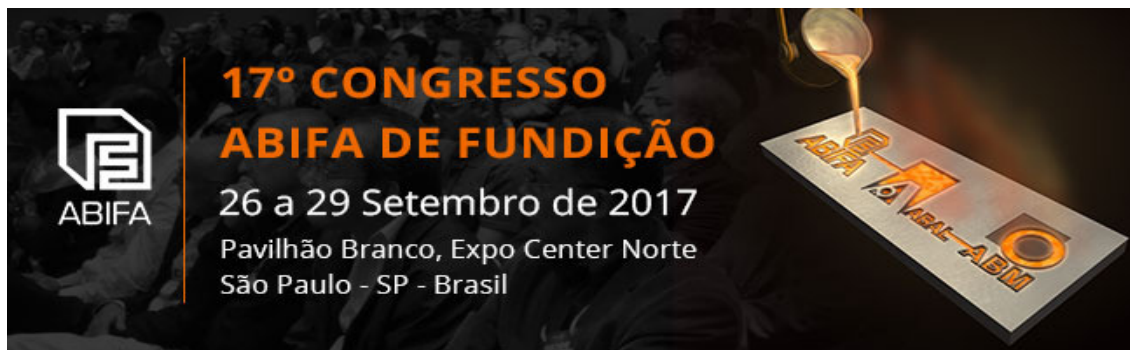 ABIFA
17º CONGRESSO
ABIFA DE FUNDIÇÃO
26 a 29 Setembro de 2017
Pavilhão Branco, Expo Center Norte
São Paulo - SP - Brasil
ABIFA
ABAL
ABM